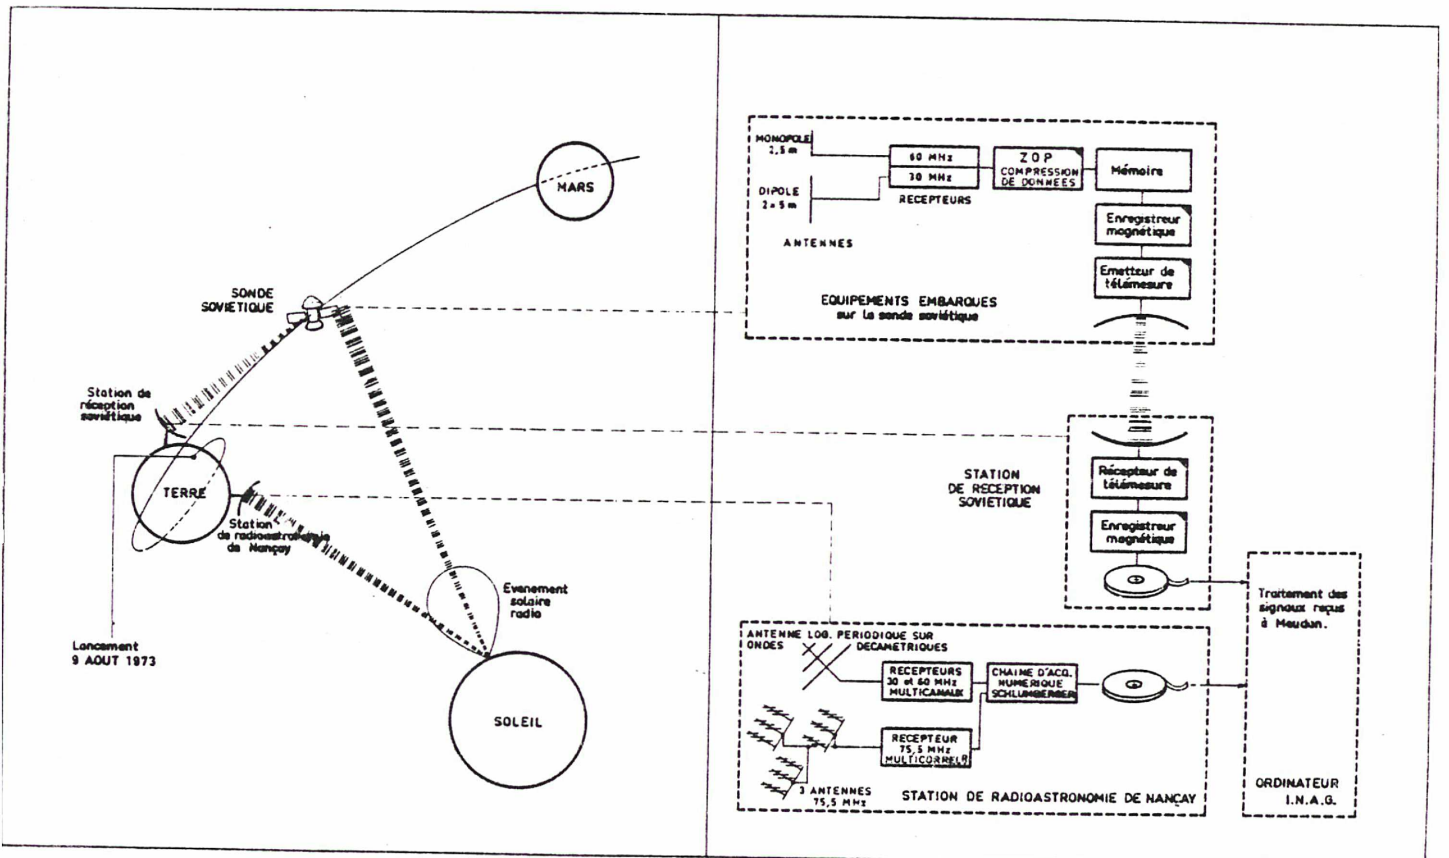 MARS
SONDE
SOVIETIQUE
Station de
réception
soviétique
TERRE
Station
de radioastronomie
de Nançay
Evenement
solaire
radio
Lancement
9 AOUT 1973
SOLEIL
MONOPOLE
2,5 m
DIPOLE
2 x 5 m
ANTENNES
60 MHz
30 MHz
RECEPTEURS
Z O P
COMPRESSION
DE DONNEES
Mémoire
Enregistreur
magnétique
Emetteur de
télémesure
EQUIPEMENTS EMBARQUES
sur la sonde soviétique
STATION
DE RECEPTION
SOVIETIQUE
Récepteur de
télémesure
Enregistreur
magnétique
ANTENNE LOG. PERIODIQUE SUR
ONDES DECAMETRIQUES
RECEPTEURS
30 et 60 MHz
MULTICANAUX
CHAINE D'ACQ.
NUMERIQUE
SCHLUMBERGER
RECEPTEUR
75,5 MHz
MULTICORREL.
3 ANTENNES
75,5 MHz
STATION DE RADIOASTRONOMIE DE NANÇAY
Traitement des
signaux reçus
à Meudon.
ORDINATEUR
I.N.A.G.